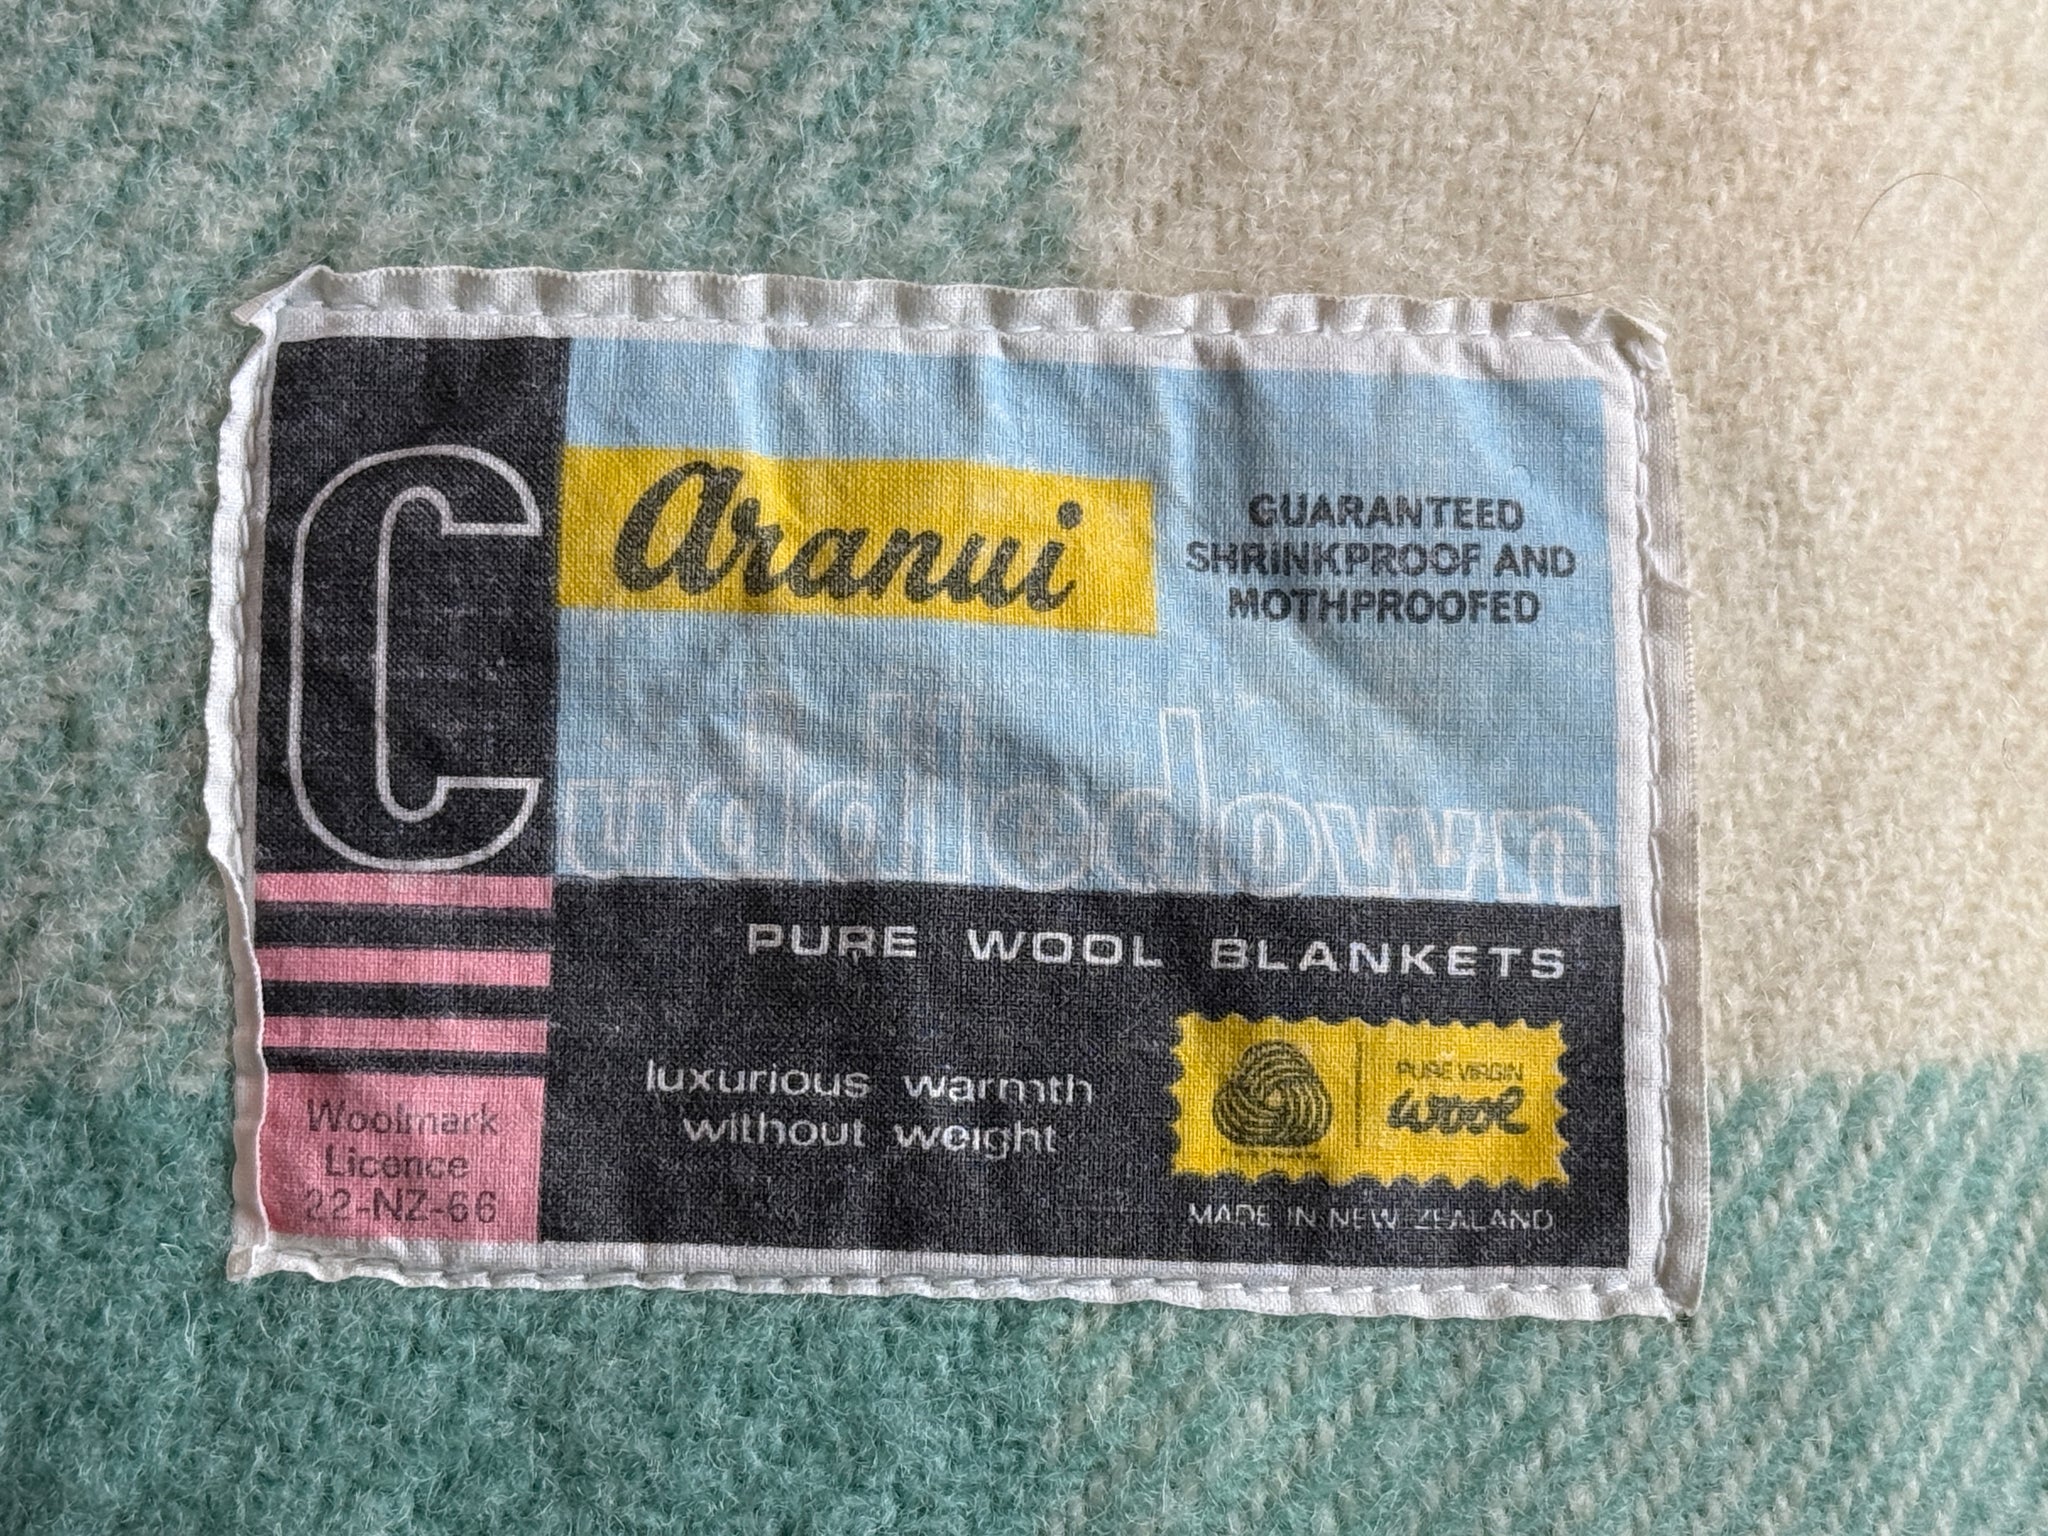 Aranui
GUARANTEED
SHRINKPROOF AND
MOTHPROOFED
Cuddledown
PURE WOOL BLANKETS
luxurious warmth
without weight
PURE VIRGIN
wool
MADE IN NEW ZEALAND
Woolmark
Licence
22-NZ-66